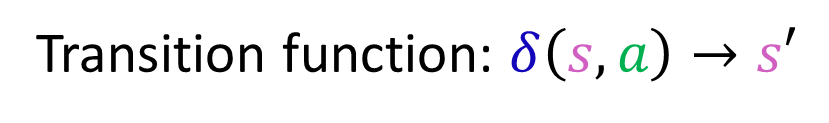 Transition function: δ(s, a) → s′